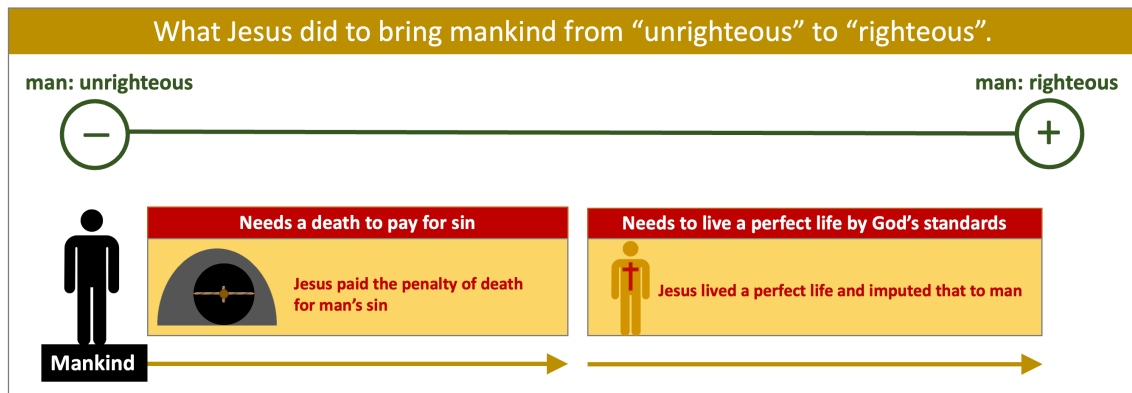 What Jesus did to bring mankind from “unrighteous” to “righteous”.
man: unrighteous
man: righteous
−
+
Needs a death to pay for sin
Needs to live a perfect life by God’s standards
Jesus paid the penalty of death
for man’s sin
Jesus lived a perfect life and imputed that to man
Mankind